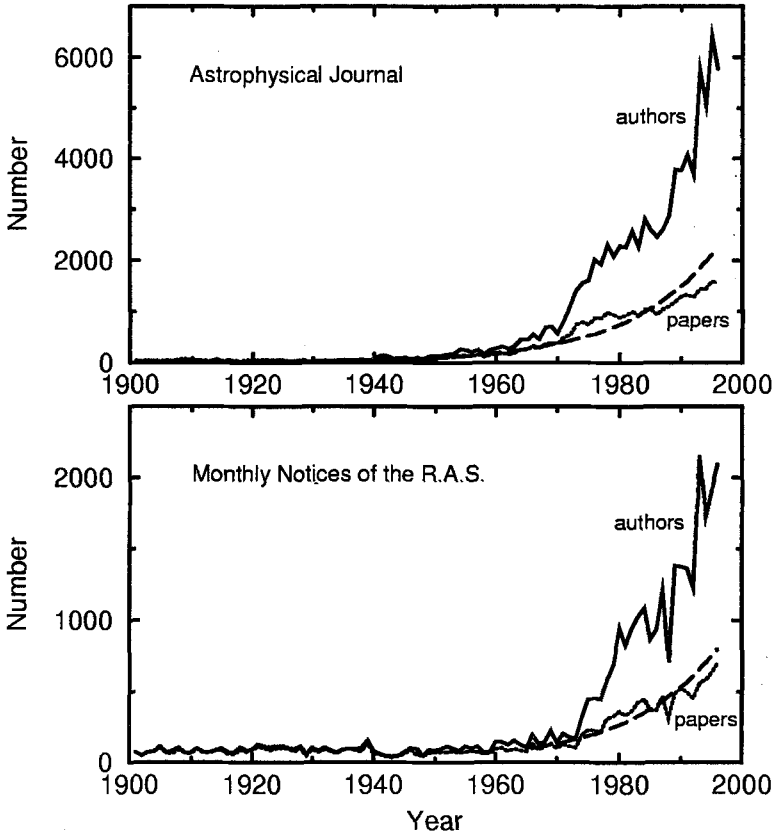 Astrophysical Journal
Number
6000
4000
2000
0
authors
papers
1900 1920 1940 1960 1980 2000
Monthly Notices of the R.A.S.
Number
2000
1000
0
authors
papers
1900 1920 1940 1960 1980 2000
Year